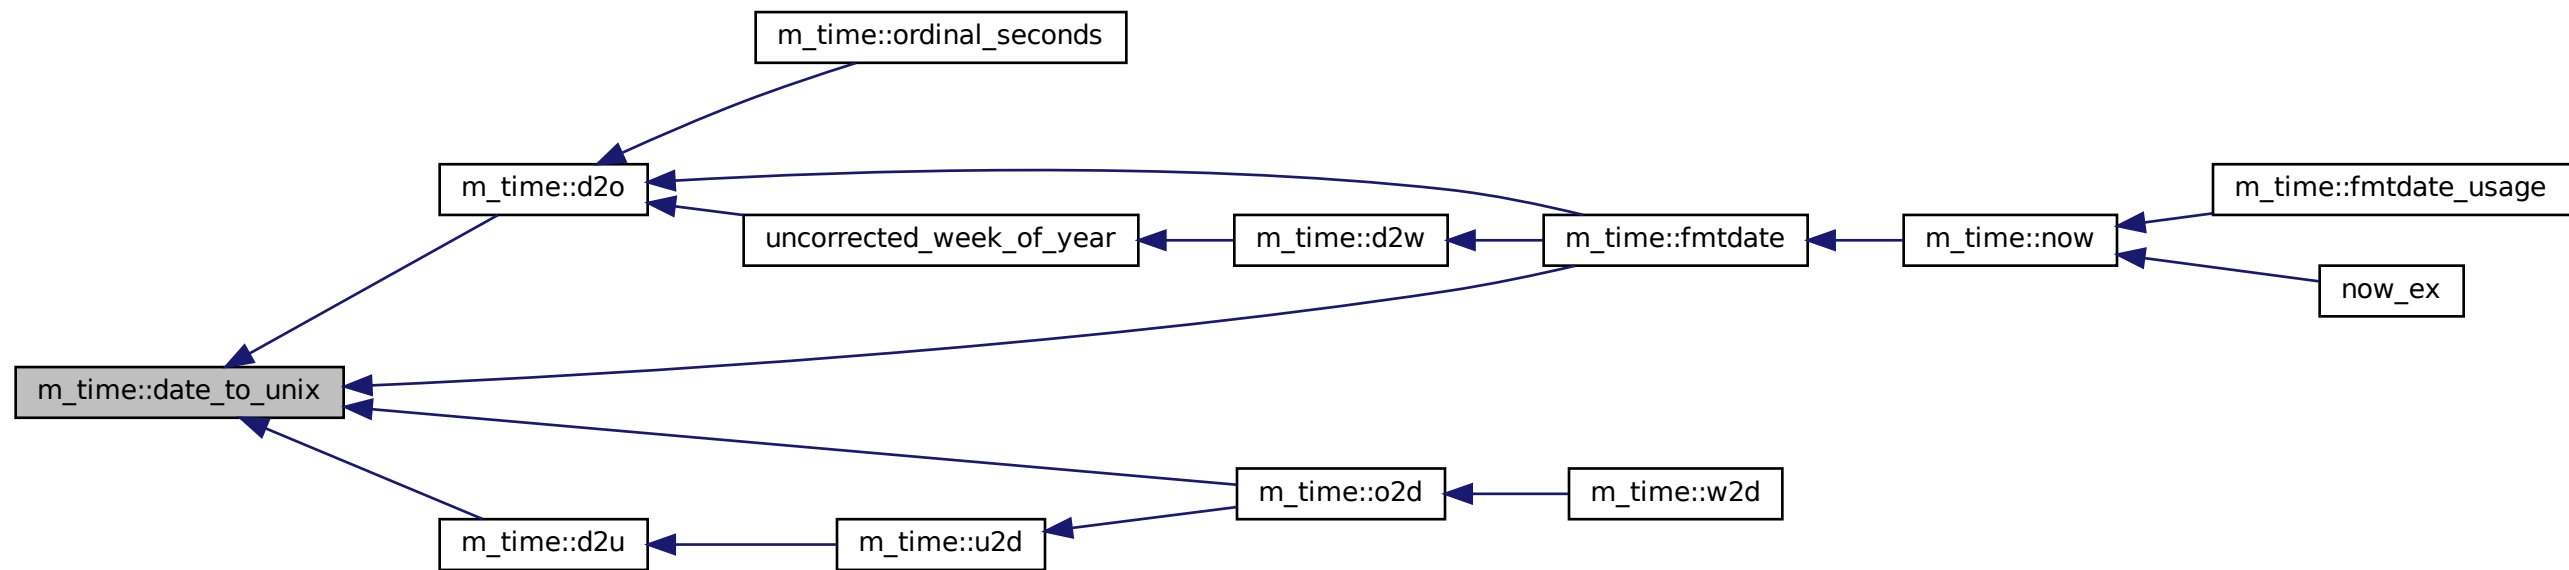 m_time::ordinal_seconds
m_time::d2o
m_time::fmtdate_usage
uncorrected_week_of_year
m_time::d2w
m_time::fmtdate
m_time::now
now_ex
m_time::date_to_unix
m_time::o2d
m_time::w2d
m_time::d2u
m_time::u2d